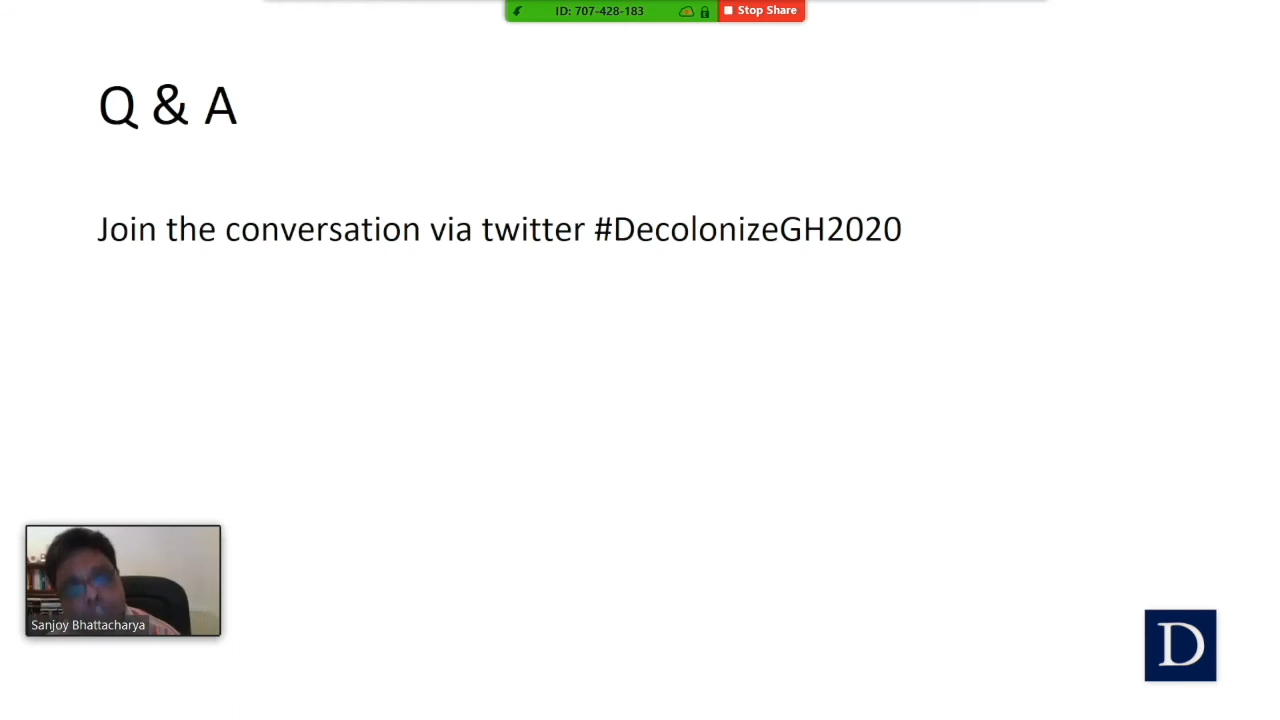 ID: 707-428-183
Stop Share
Q & A
Join the conversation via twitter #DecolonizeGH2020
Sanjoy Bhattacharya
D